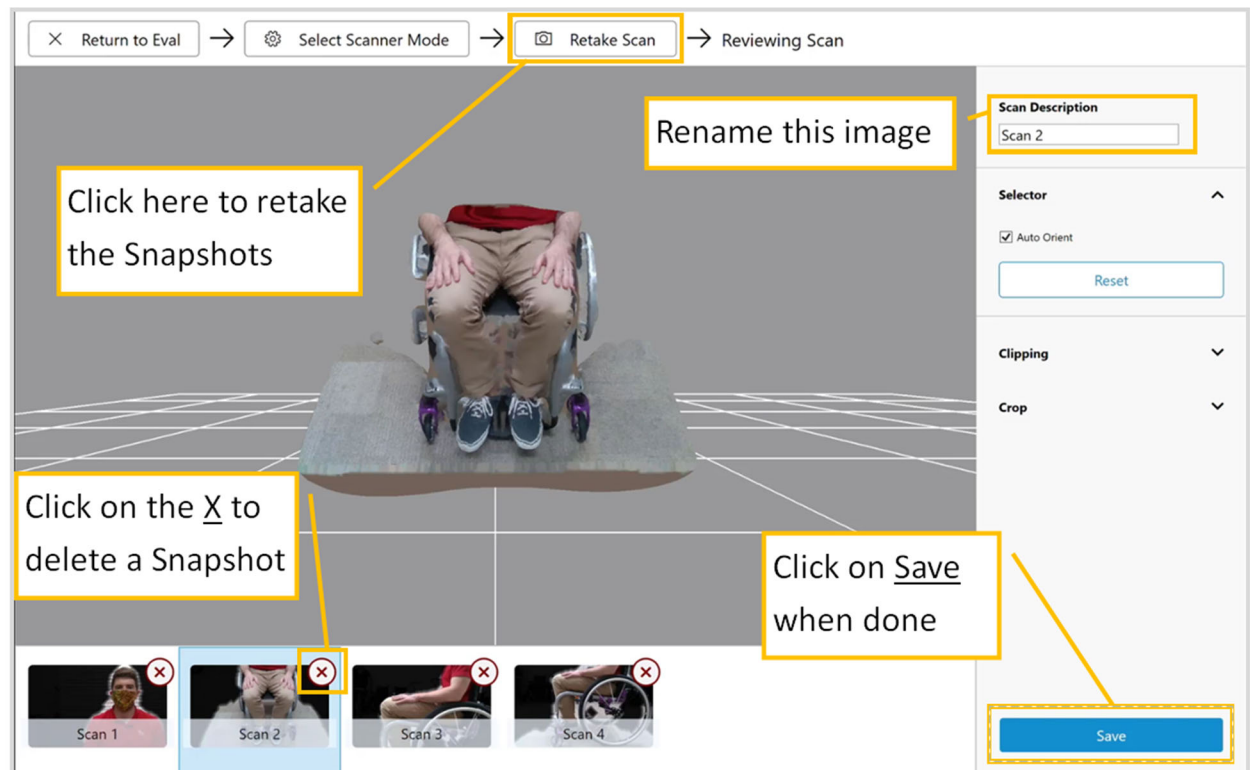 Return to Eval
Select Scanner Mode
Retake Scan
Reviewing Scan
Rename this image
Scan Description
Scan 2
Click here to retake
the Snapshots
Selector
Auto Orient
Reset
Clipping
Crop
Click on the X to
delete a Snapshot
Click on Save
when done
Scan 1
Scan 2
Scan 3
Scan 4
Save